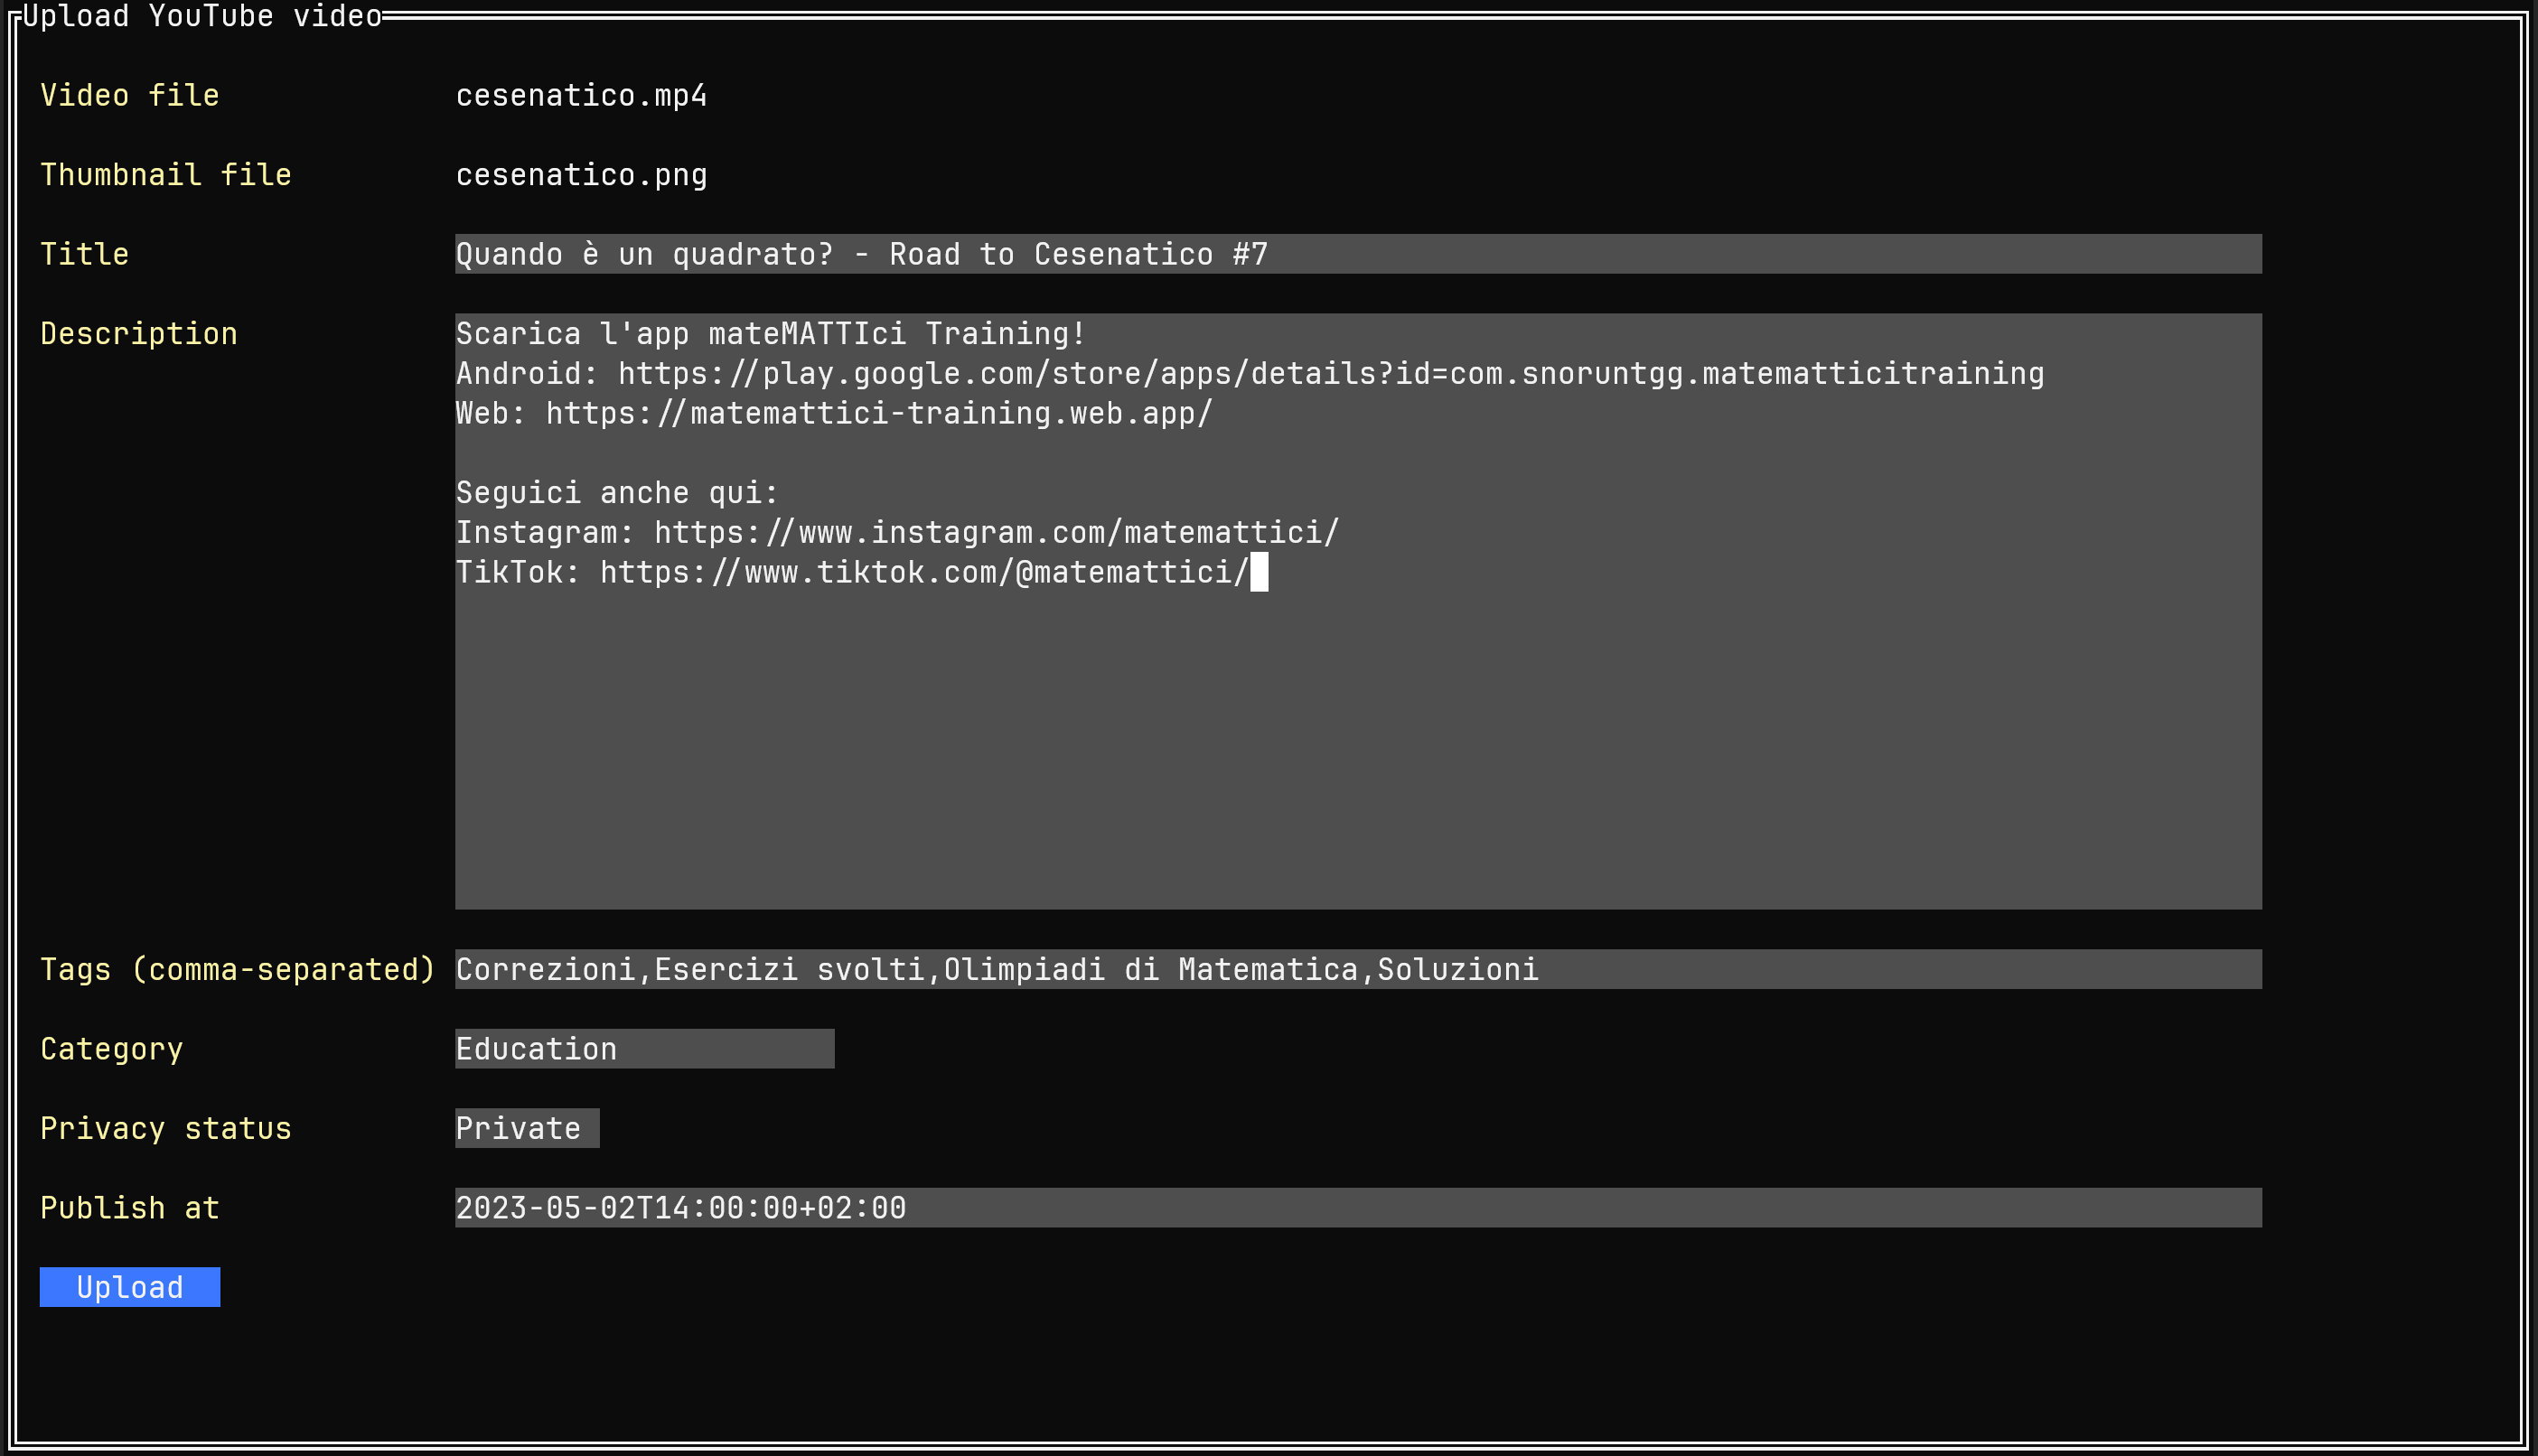 Upload YouTube video
Video file cesenatico.mp4
Thumbnail file cesenatico.png
Title Quando è un quadrato? - Road to Cesenatico #7
Description Scarica l'app mateMATTIci Training!
Android: https://play.google.com/store/apps/details?id=com.snoruntgg.matematticitraining
Web: https://matemattici-training.web.app/
Seguici anche qui:
Instagram: https://www.instagram.com/matemattici/
TikTok: https://www.tiktok.com/@matemattici/
Tags (comma-separated) Correzioni,Esercizi svolti,Olimpiadi di Matematica,Soluzioni
Category Education
Privacy status Private
Publish at 2023-05-02T14:00:00+02:00
Upload